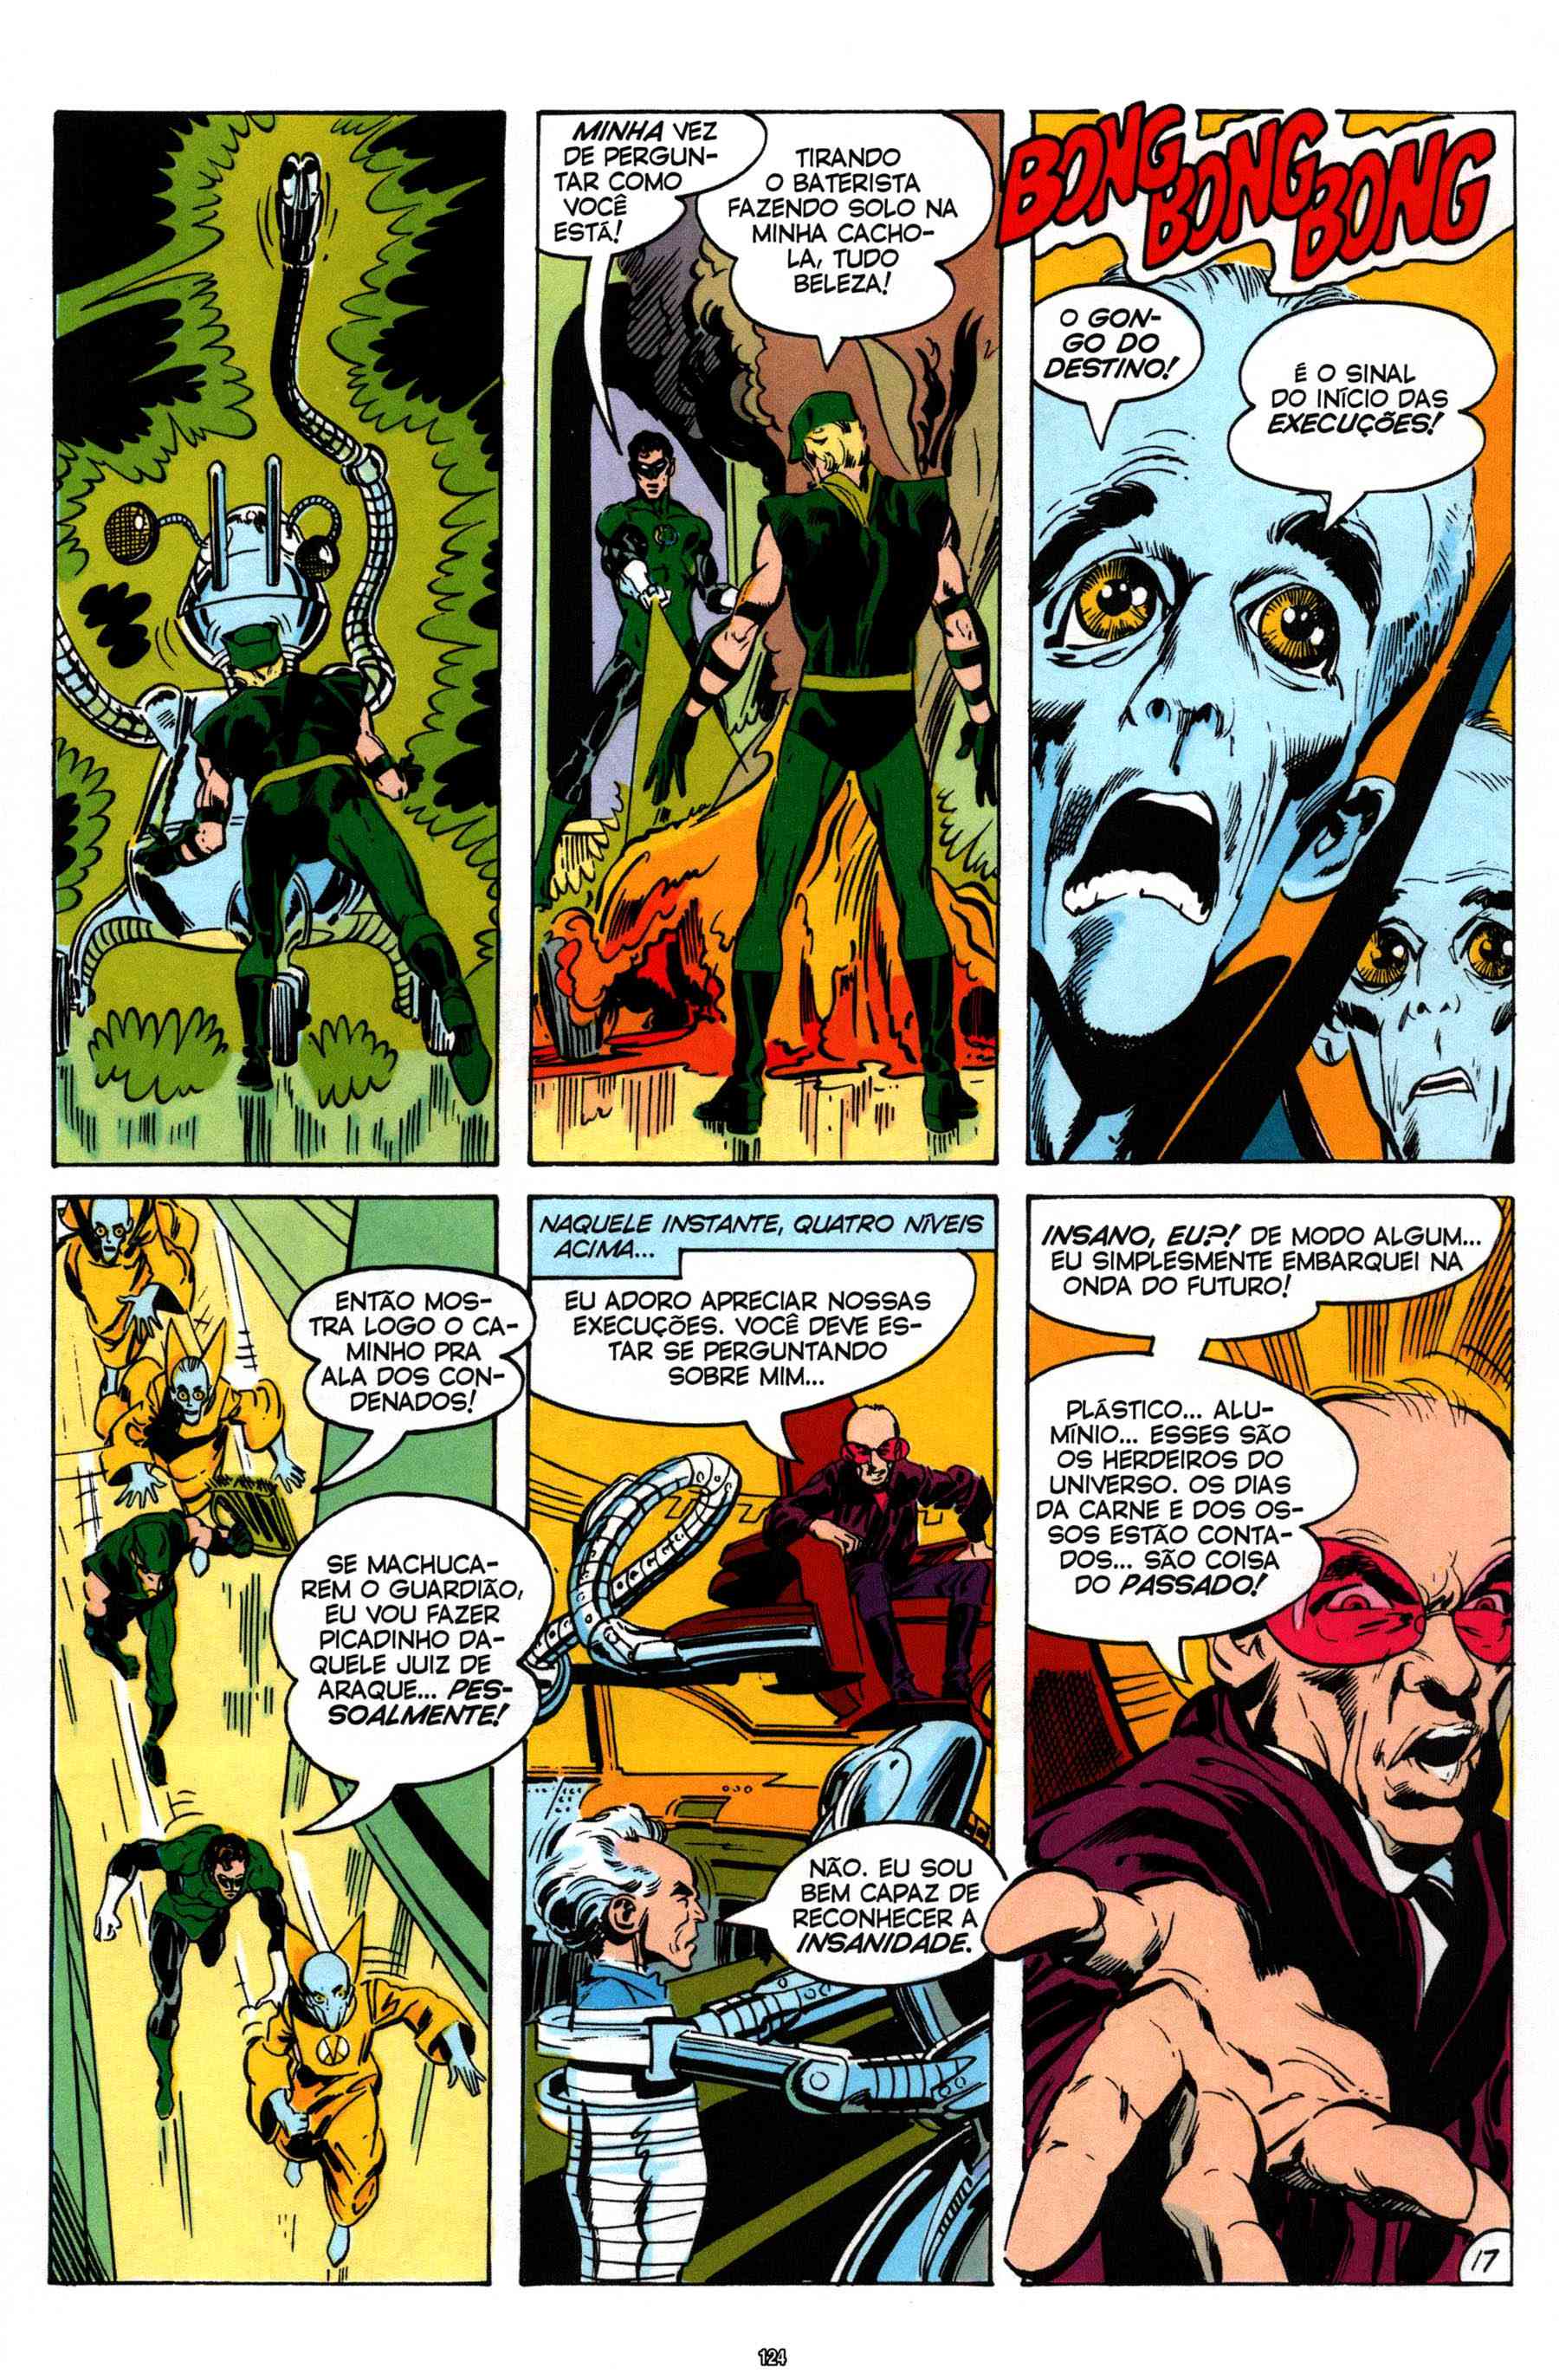 MINHA VEZ
DE PERGUN-
TAR COMO
VOCÊ
ESTÁ!
TIRANDO
O BATERISTA
FAZENDO SOLO NA
MINHA CACHO-
LA, TUDO
BELEZA!
BONG BONG BONG
O GON-
GO DO
DESTINO!
É O SINAL
DO INÍCIO DAS
EXECUÇÕES!
ENTÃO MOS-
TRA LOGO O CA-
MINHO PRA
ALA DOS CON-
DENADOS!
SE MACHUCA-
REM O GUARDIÃO,
EU VOU FAZER
PICADINHO DA-
QUELE JUIZ DE
ARAQUE... PES-
SOALMENTE!
NAQUELE INSTANTE, QUATRO NÍVEIS
ACIMA...
EU ADORO APRECIAR NOSSAS
EXECUÇÕES. VOCÊ DEVE ES-
TAR SE PERGUNTANDO
SOBRE MIM...
NÃO. EU SOU
BEM CAPAZ DE
RECONHECER A
INSANIDADE.
INSANO, EU?! DE MODO ALGUM...
EU SIMPLESMENTE EMBARQUEI NA
ONDA DO FUTURO!
PLÁSTICO... ALU-
MÍNIO... ESSES SÃO
OS HERDEIROS DO
UNIVERSO. OS DIAS
DA CARNE E DOS OS-
SOS ESTÃO CONTA-
DOS... SÃO COISA
DO PASSADO!
17
124